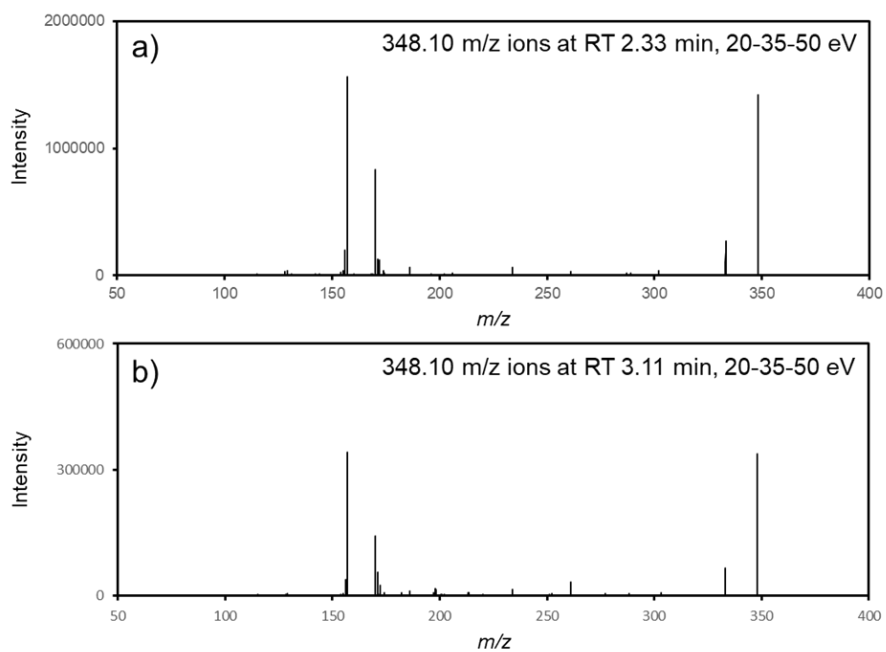 a)
348.10 m/z ions at RT 2.33 min, 20-35-50 eV
Intensity
2000000
1000000
0
50 100 150 200 250 300 350 400
m/z
b)
348.10 m/z ions at RT 3.11 min, 20-35-50 eV
Intensity
600000
300000
0
50 100 150 200 250 300 350 400
m/z